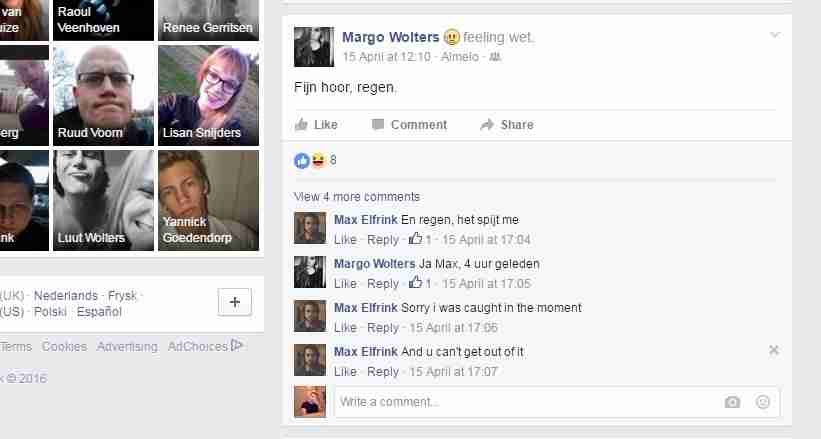 van
uize
Raoul
Veenhoven
Renee Gerritsen
erg
Ruud Voorn
Lisan Snijders
nk
Luut Wolters
Yannick
Goedendorp
(UK) · Nederlands · Frysk ·
(US) · Polski · Español
+
Terms Cookies Advertising AdChoices
k © 2016
Margo Wolters feeling wet.
15 April at 12:10 · Almelo ·
Fijn hoor, regen.
Like Comment Share
8
View 4 more comments
Max Elfrink En regen, het spijt me
Like · Reply · 1 · 15 April at 17:04
Margo Wolters Ja Max, 4 uur geleden
Like · Reply · 1 · 15 April at 17:05
Max Elfrink Sorry i was caught in the moment
Like · Reply · 15 April at 17:06
Max Elfrink And u can't get out of it
Like · Reply · 15 April at 17:07
Write a comment...